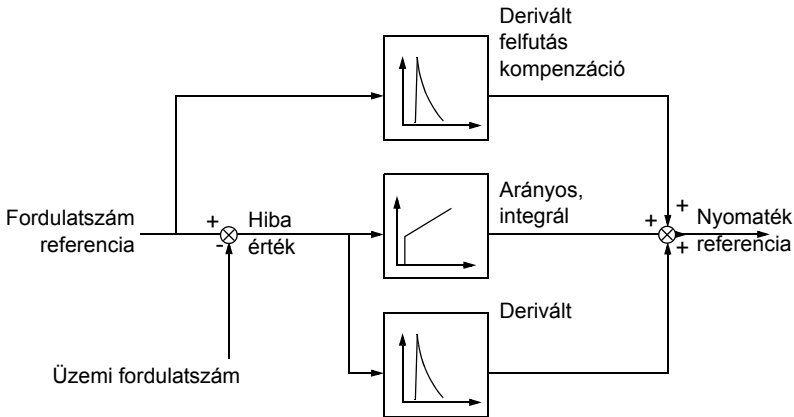 Derivált
felfutás
kompenzáció
Fordulatszám
referencia
+
-
Hiba
érték
Arányos,
integrál
+
+
+
Nyomaték
referencia
Derivált
Üzemi fordulatszám